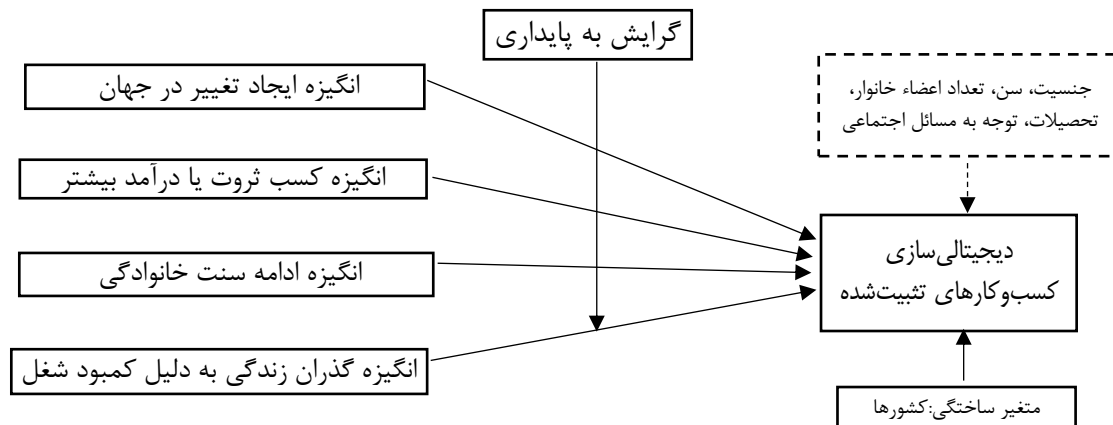 گرایش به پایداری
انگیزه ایجاد تغییر در جهان
جنسیت، سن، تعداد اعضاء خانوار،
تحصیلات، توجه به مسائل اجتماعی
انگیزه کسب ثروت یا درآمد بیشتر
دیجیتالی‌سازی
کسب‌وکارهای تثبیت‌شده
انگیزه ادامه سنت خانوادگی
انگیزه گذران زندگی به دلیل کمبود شغل
متغیر ساختگی:کشورها